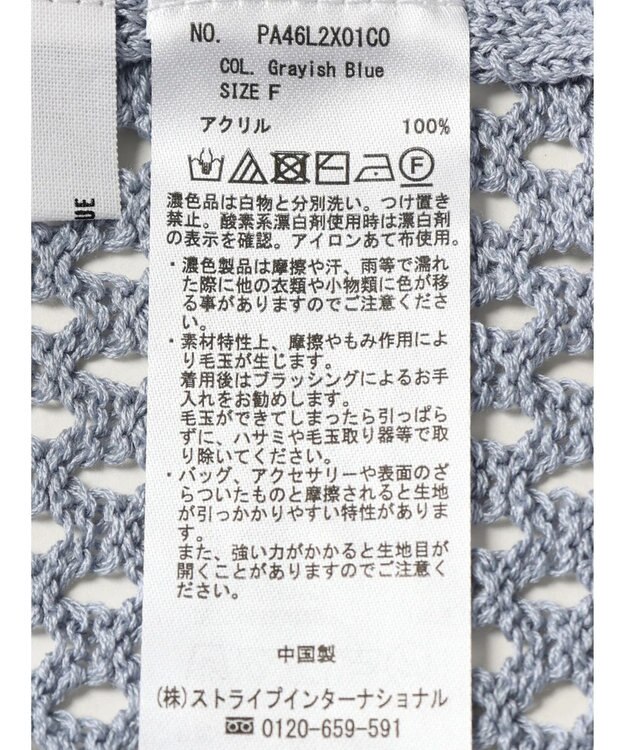 NO. PA46L2X01C0
COL. Grayish Blue
SIZE F
アクリル 100%
F
濃色品は白物と分別洗い。つけ置き
禁止。酸素系漂白剤使用時は漂白剤
の表示を確認。アイロンあて布使用。
・濃色製品は摩擦や汗、雨等で濡れ
た際に他の衣類や小物類に色が移
る事がありますのでご注意くださ
い。
・素材特性上、摩擦やもみ作用によ
り毛玉が生じます。
着用後はブラッシングによるお手
入れをお勧めします。
毛玉ができてしまったら引っぱら
ずに、ハサミや毛玉取り器等で取
り除いてください。
・バッグ、アクセサリーや表面のざ
らついたものと摩擦されると生地
が引っかかりやすい特性がありま
す。
また、強い力がかかると生地目が
開くことがありますのでご注意く
ださい。
中国製
(株)ストライプインターナショナル
0120-659-591